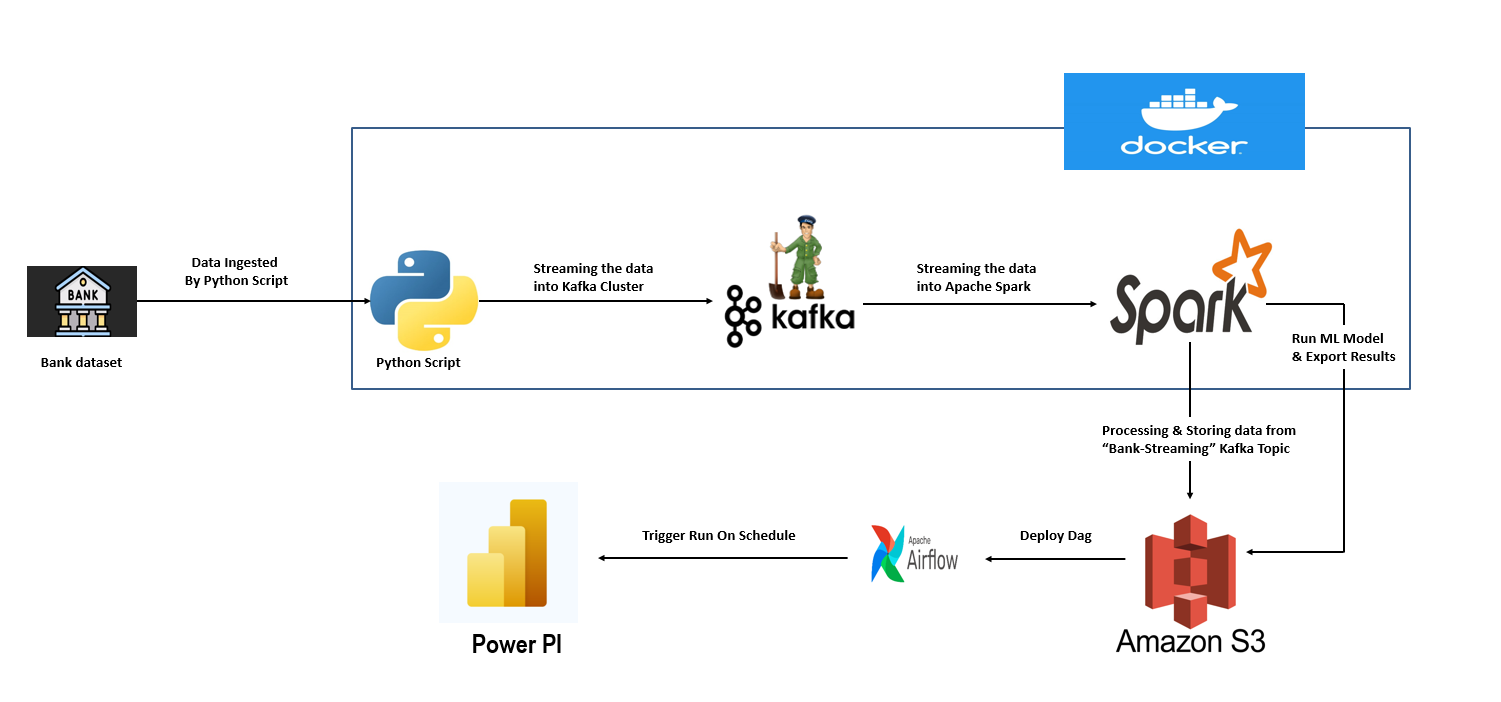 docker
Data Ingested
By Python Script
BANK
Bank dataset
Python Script
Streaming the data
into Kafka Cluster
kafka
Streaming the data
into Apache Spark
Spark
Run ML Model
& Export Results
Processing & Storing data from
“Bank-Streaming” Kafka Topic
Amazon S3
Deploy Dag
Apache
Airflow
Trigger Run On Schedule
Power PI